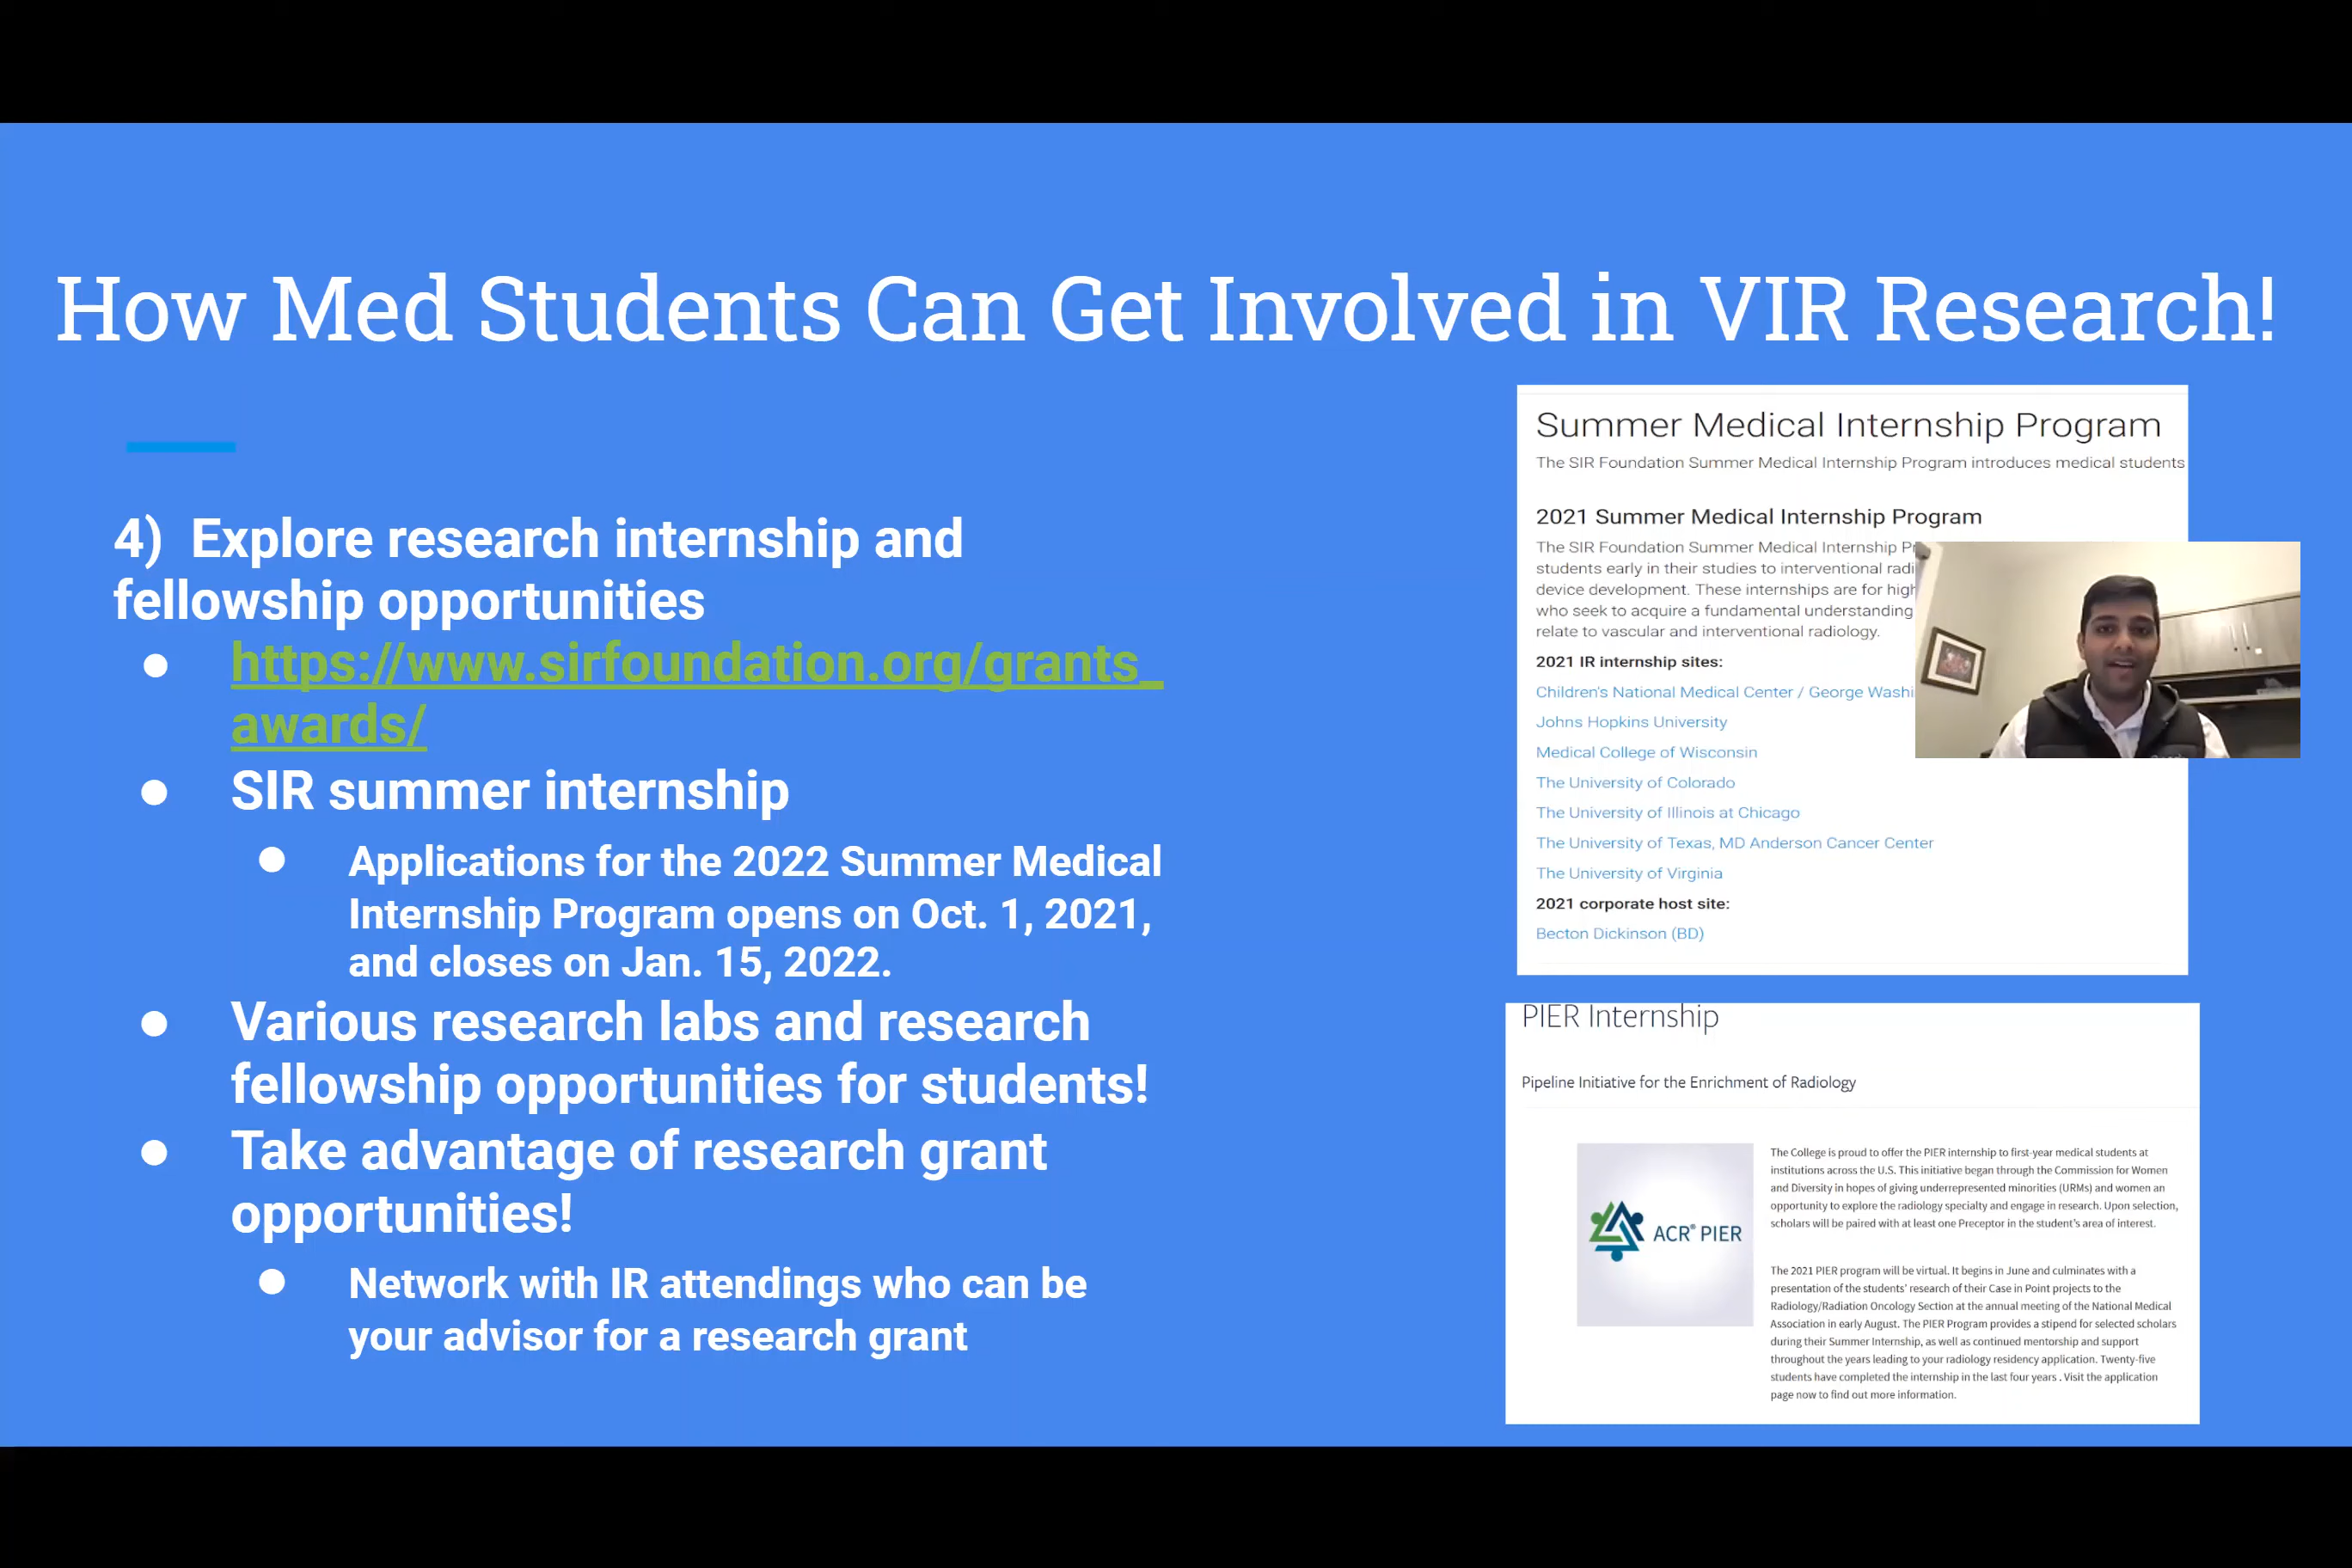 How Med Students Can Get Involved in VIR Research!
4) Explore research internship and
fellowship opportunities
● https://www.sirfoundation.org/grants_
awards/
● SIR summer internship
● Applications for the 2022 Summer Medical
Internship Program opens on Oct. 1, 2021,
and closes on Jan. 15, 2022.
● Various research labs and research
fellowship opportunities for students!
● Take advantage of research grant
opportunities!
● Network with IR attendings who can be
your advisor for a research grant
Summer Medical Internship Program
The SIR Foundation Summer Medical Internship Program introduces medical students
2021 Summer Medical Internship Program
The SIR Foundation Summer Medical Internship
students early in their studies to interventional
device development. These internships are for
who seek to acquire a fundamental understanding
relate to vascular and interventional radiology.
2021 IR internship sites:
Children's National Medical Center / George
Johns Hopkins University
Medical College of Wisconsin
The University of Colorado
The University of Illinois at Chicago
The University of Texas, MD Anderson Cancer Center
The University of Virginia
2021 corporate host site:
Becton Dickinson (BD)
PIER Internship
Pipeline Initiative for the Enrichment of Radiology
ACR® PIER
The College is proud to offer the PIER internship to first-year medical students at
institutions across the U.S. This initiative began through the Commission for Women
and Diversity in hopes of giving underrepresented minorities (URMs) and women an
opportunity to explore the radiology specialty and engage in research. Upon selection,
scholars will be paired with at least one Preceptor in the student's area of interest.
The 2021 PIER program will be virtual. It begins in June and culminates with a
presentation of the students' research of their Case in Point projects to the
Radiology/Radiation Oncology Section at the annual meeting of the National Medical
Association in early August. The PIER Program provides a stipend for selected scholars
during their Summer Internship, as well as continued mentorship and support
throughout the years leading to your radiology residency application. Twenty-five
students have completed the internship in the last four years . Visit the application
page now to find out more information.